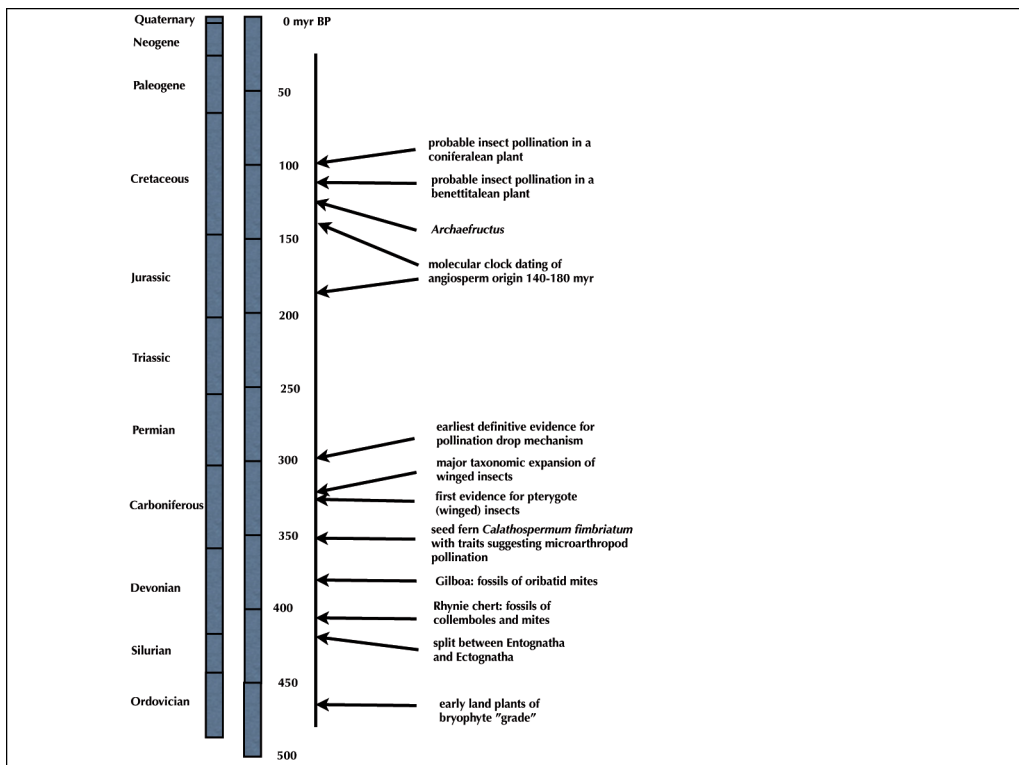 Quaternary
Neogene
Paleogene
Cretaceous
Jurassic
Triassic
Permian
Carboniferous
Devonian
Silurian
Ordovician
0 myr BP
50
100
150
200
250
300
350
400
450
500
probable insect pollination in a
coniferalean plant
probable insect pollination in a
benettitalean plant
Archaefructus
molecular clock dating of
angiosperm origin 140-180 myr
earliest definitive evidence for
pollination drop mechanism
major taxonomic expansion of
winged insects
first evidence for pterygote
(winged) insects
seed fern Calathospermum fimbriatum
with traits suggesting microarthropod
pollination
Gilboa: fossils of oribatid mites
Rhynie chert: fossils of
collemboles and mites
split between Entognatha
and Ectognatha
early land plants of
bryophyte ”grade”